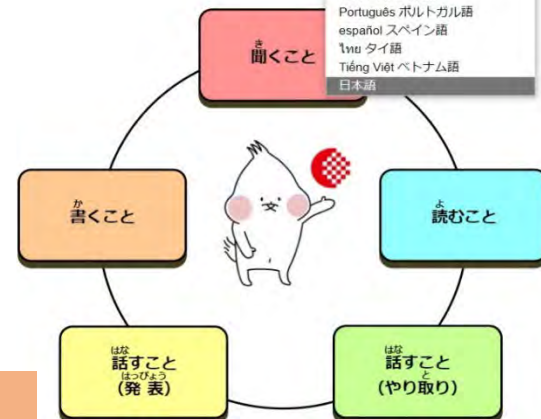 Português ポルトガル語
español スペイン語
ไทย タイ語
Tiếng Việt ベトナム語
日本語
き
聞くこと
か
書くこと
よ
読むこと
はな
話すこと
はっぴょう
(発表)
はな
話すこと
と
(やり取り)